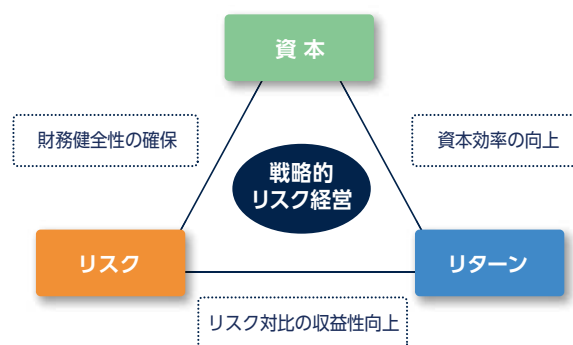 資本
財務健全性の確保
資本効率の向上
戦略的
リスク経営
リスク
リターン
リスク対比の収益性向上